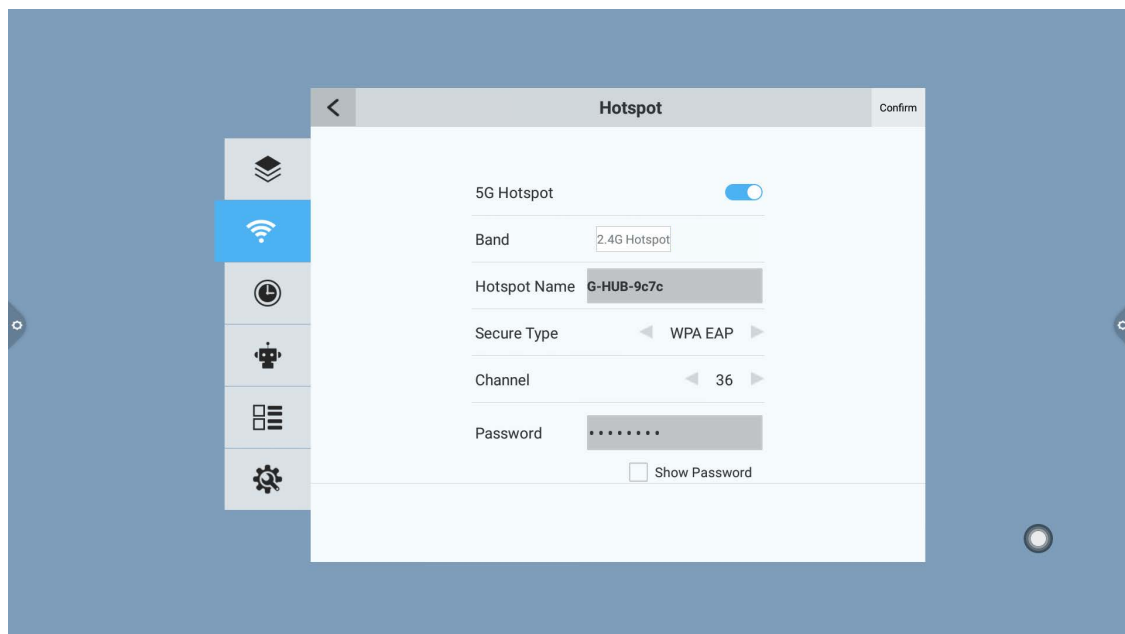 Hotspot
Confirm
5G Hotspot
Band 2.4G Hotspot
Hotspot Name G-HUB-9c7c
Secure Type WPA EAP
Channel 36
Password ••••••••
Show Password